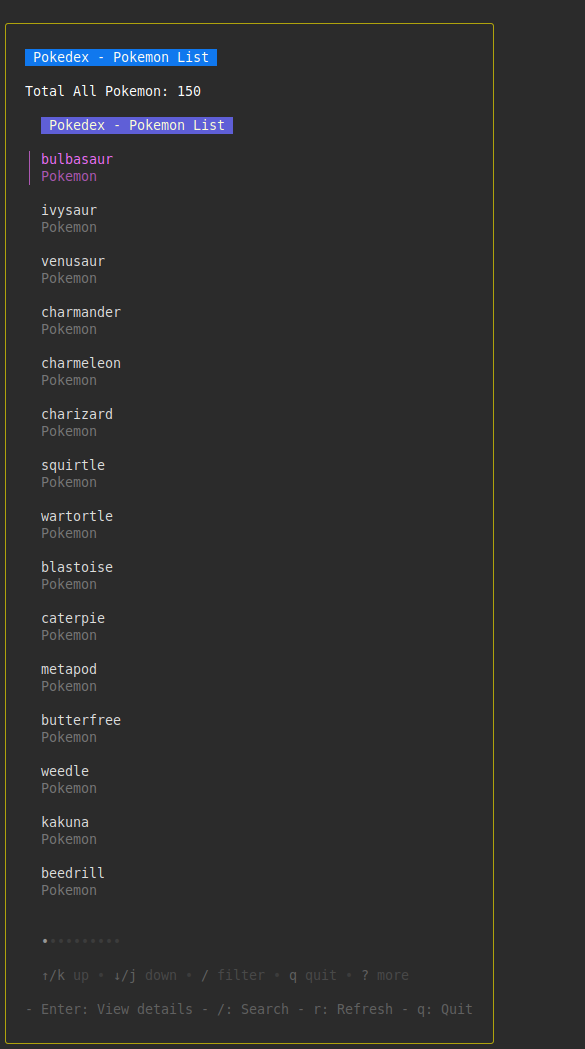 Pokedex - Pokemon List
Total All Pokemon: 150
Pokedex - Pokemon List
bulbasaur
Pokemon
ivysaur
Pokemon
venusaur
Pokemon
charmander
Pokemon
charmeleon
Pokemon
charizard
Pokemon
squirtle
Pokemon
wartortle
Pokemon
blastoise
Pokemon
caterpie
Pokemon
metapod
Pokemon
butterfree
Pokemon
weedle
Pokemon
kakuna
Pokemon
beedrill
Pokemon
••••••••••
↑/k up • ↓/j down • / filter • q quit • ? more
- Enter: View details - /: Search - r: Refresh - q: Quit